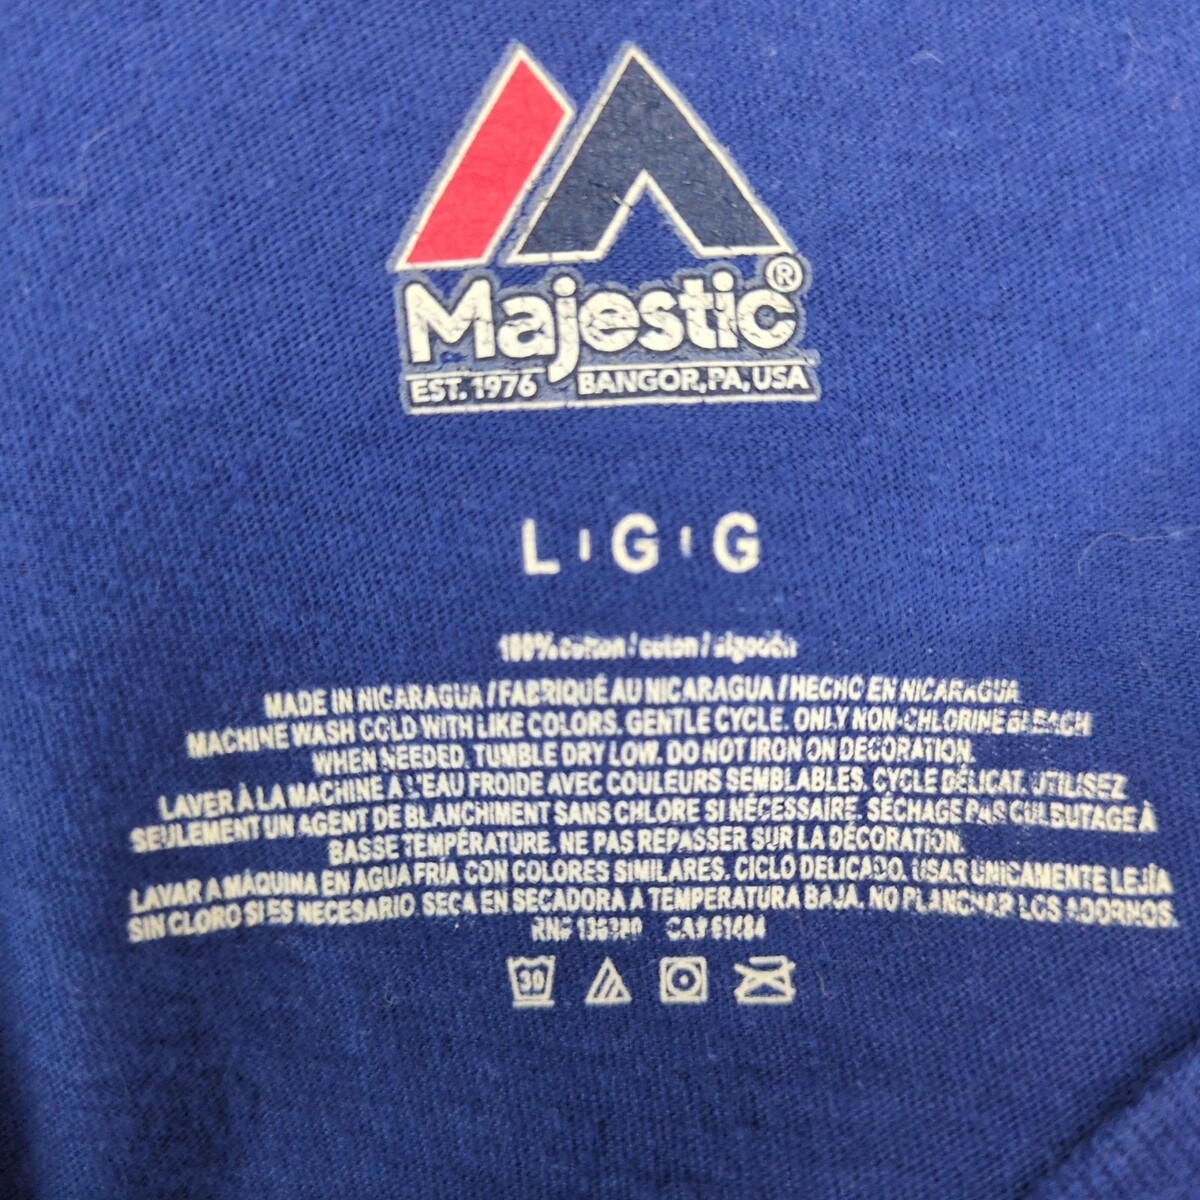 Majestic®
EST. 1976 BANGOR, PA, USA
L G G
100% cotton / coton / algodón
MADE IN NICARAGUA / FABRIQUÉ AU NICARAGUA / HECHO EN NICARAGUA
MACHINE WASH COLD WITH LIKE COLORS. GENTLE CYCLE. ONLY NON-CHLORINE BLEACH
WHEN NEEDED. TUMBLE DRY LOW. DO NOT IRON ON DECORATION.
LAVER À LA MACHINE A L'EAU FROIDE AVEC COULEURS SEMBLABLES. CYCLE DÉLICAT. UTILISEZ
SEULEMENT UN AGENT DE BLANCHIMENT SANS CHLORE SI NÉCESSAIRE. SÉCHAGE PAS CULBUTAGE À
BASSE TEMPÉRATURE. NE PAS REPASSER SUR LA DÉCORATION.
LAVAR A MÁQUINA EN AGUA FRÍA CON COLORES SIMILARES. CICLO DELICADO. USAR ÚNICAMENTE LEJÍA
SIN CLORO SI ES NECESARIO SECA EN SECADORA A TEMPERATURA BAJA. NO PLANCHAR LOS ADORNOS.
RN# CA# 61484
30